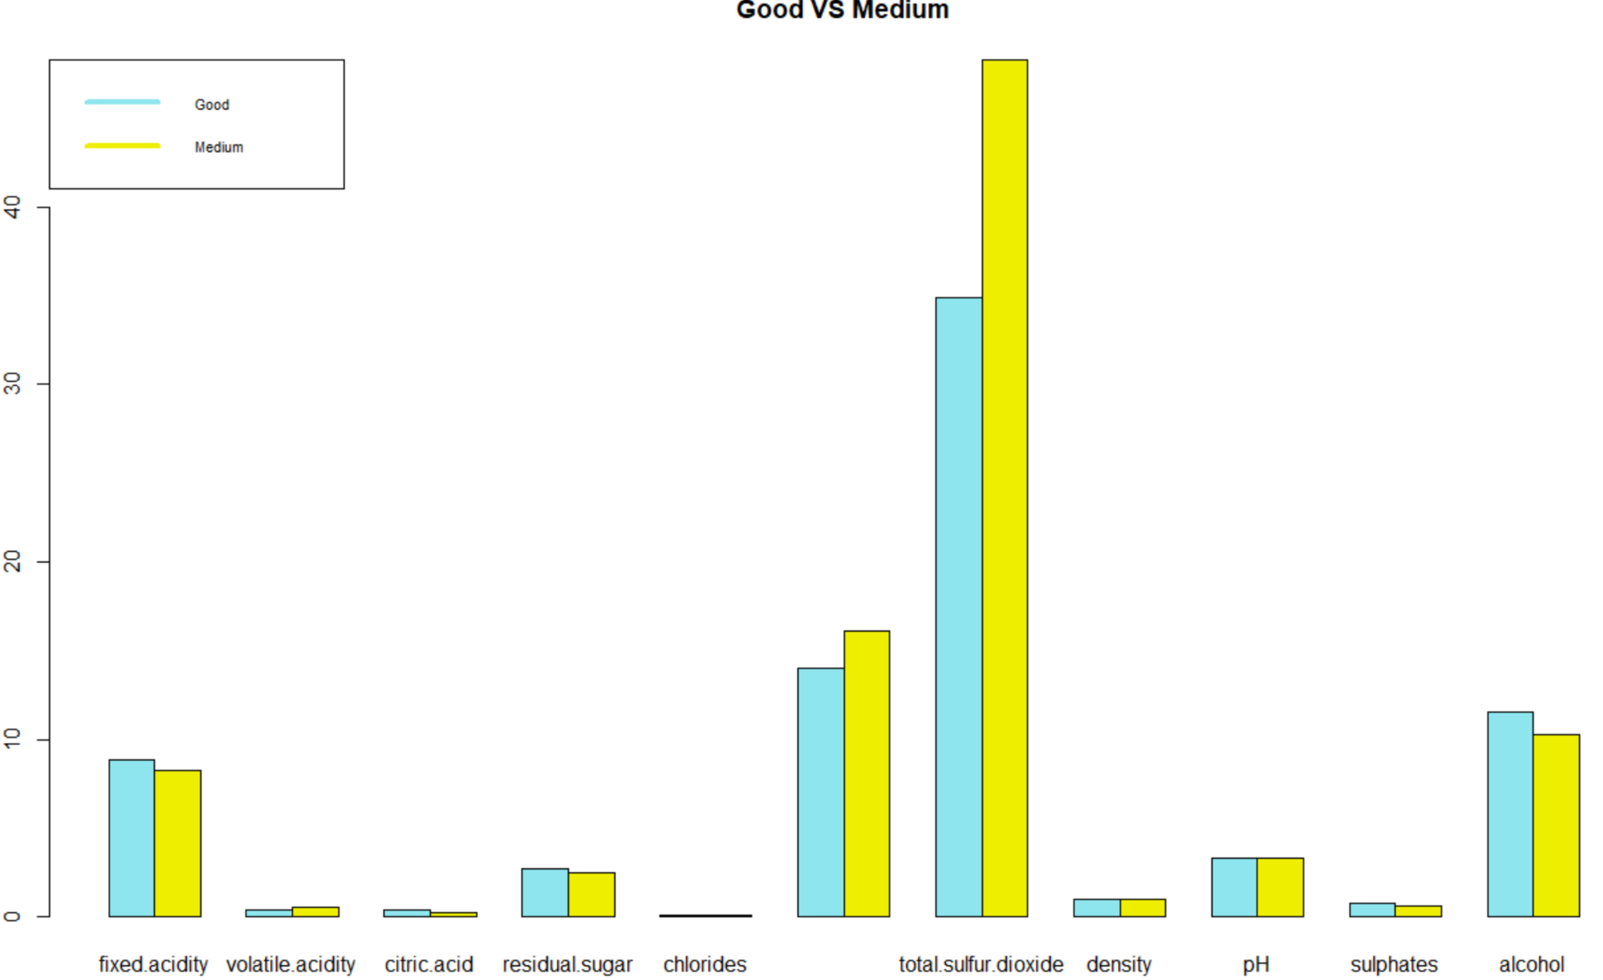 Good VS Medium
Good
Medium
40
30
20
10
0
fixed.acidity volatile.acidity citric.acid residual.sugar chlorides total.sulfur.dioxide density pH sulphates alcohol